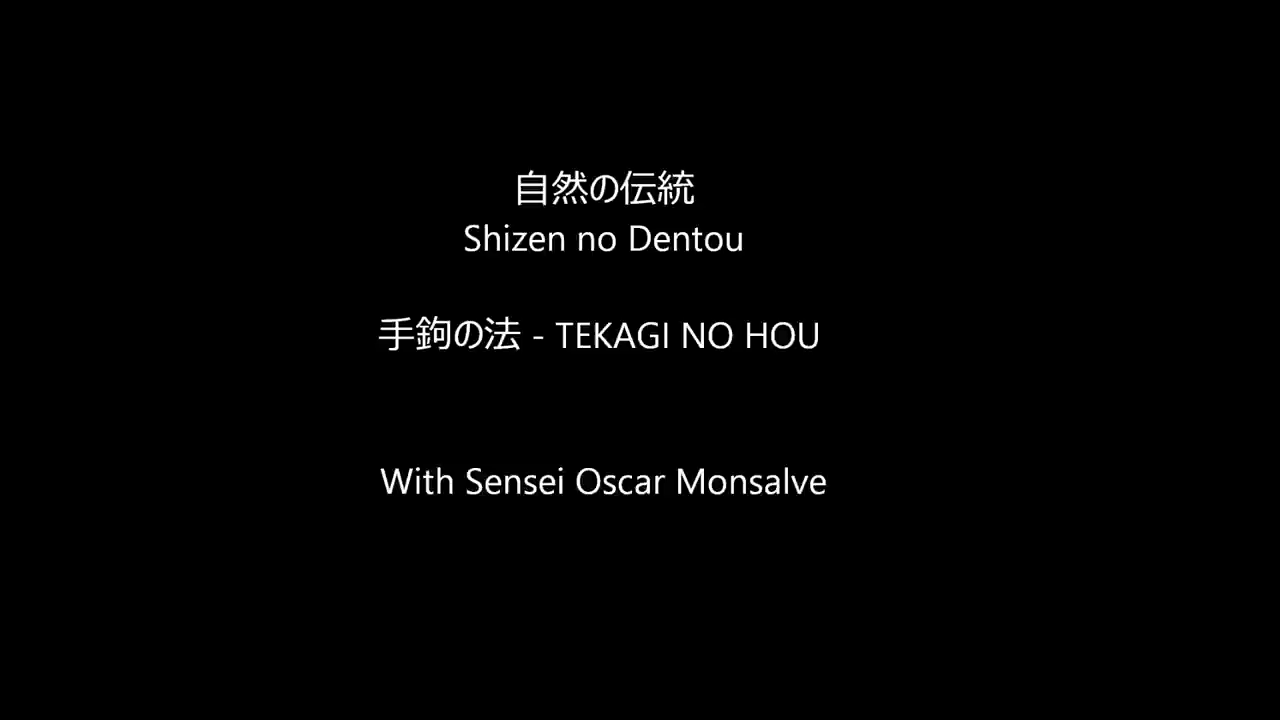 自然の伝統
Shizen no Dentou
手鉤の法 - TEKAGI NO HOU
With Sensei Oscar Monsalve